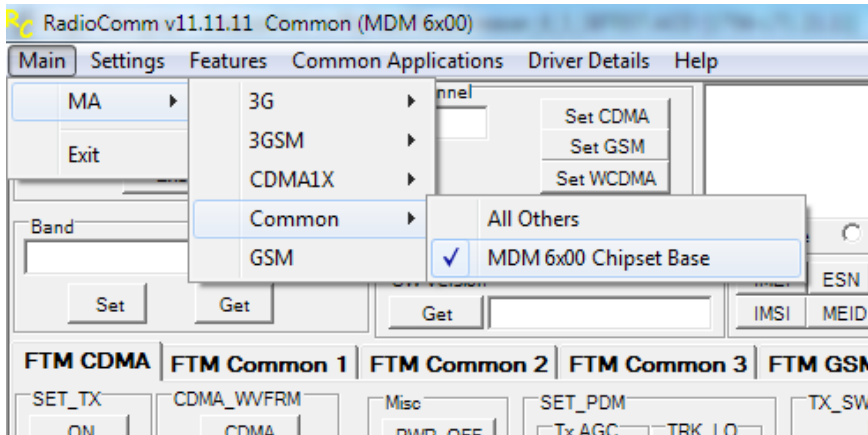 RC RadioComm v11.11.11 Common (MDM 6x00)
Main Settings Features Common Applications Driver Details Help
MA 3G Set CDMA
3GSM Set GSM
Exit CDMA1X Set WCDMA
Band Common All Others
GSM MDM 6x00 Chipset Base
ESN
Set Get Get IMSI MEID
FTM CDMA FTM Common 1 FTM Common 2 FTM Common 3 FTM GSM
SET_TX CDMA_WVFRM Misc SET_PDM TX_SW
ON CDMA PWR_OFF Tx AGC TRK_LO